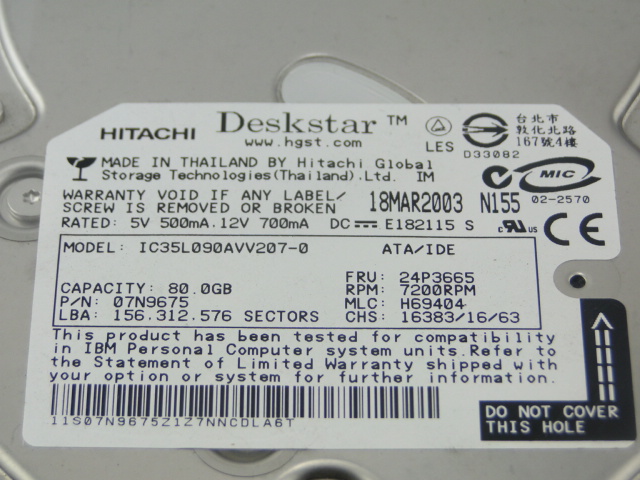 HITACHI Deskstar™
www.hgst.com
LES
D33082
台北市
敦化北路
167號4樓
MADE IN THAILAND BY Hitachi Global
Storage Technologies(Thailand).Ltd. IM
MIC
02-2570
WARRANTY VOID IF ANY LABEL/
SCREW IS REMOVED OR BROKEN
18MAR2003 N155
RATED: 5V 500mA.12V 700mA DC E182115 S
c RU us CE
MODEL: IC35L090AVV207-0 ATA/IDE
CAPACITY: 80.0GB
P/N: 07N9675
LBA: 156.312.576 SECTORS
FRU: 24P3665
RPM: 7200RPM
MLC: H69404
CHS: 16383/16/63
This product has been tested for compatibility
in IBM Personal Computer system units.Refer to
the Statement of Limited Warranty shipped with
your option or system for further information.
11S07N9675Z1Z7NNCDLA6T
DO NOT COVER
THIS HOLE